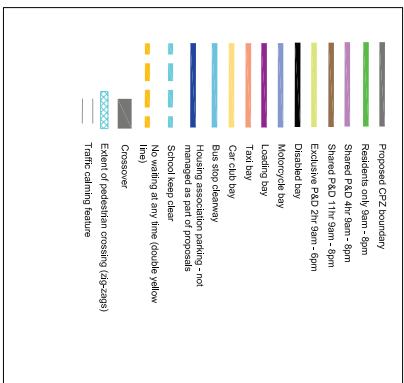 Proposed CPZ boundary
Residents only 9am - 8pm
Shared P&D 4hr 9am - 8pm
Shared P&D 11hr 9am - 8pm
Exclusive P&D 2hr 9am - 6pm
Disabled bay
Motorcycle bay
Loading bay
Taxi bay
Car club bay
Bus stop clearway
Housing association parking - not
managed as part of proposals
School keep clear
No waiting at any time (double yellow
line)
Crossover
Extent of pedestrian crossing (zig-zags)
Traffic calming feature